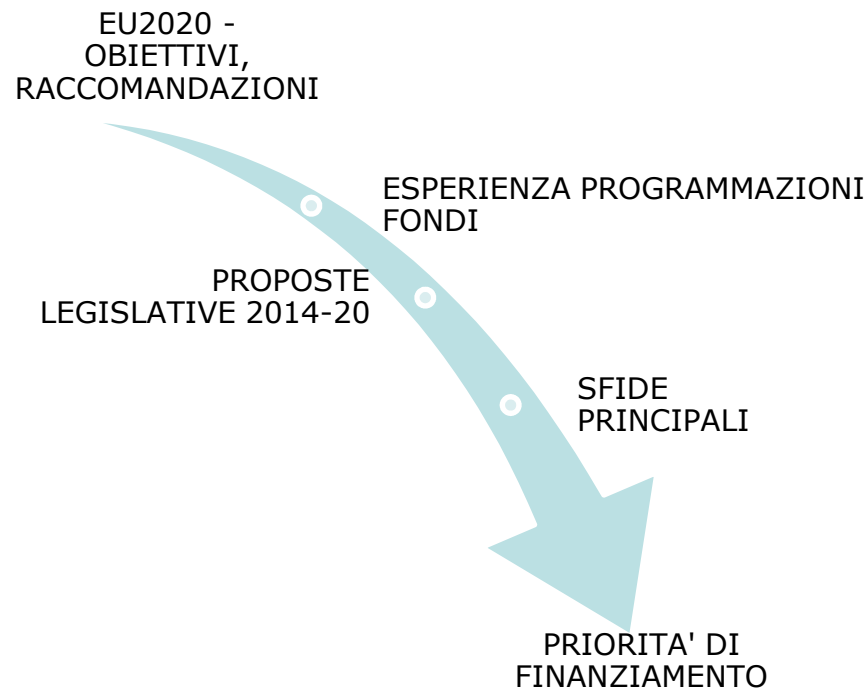 EU2020 -
OBIETTIVI,
RACCOMANDAZIONI
ESPERIENZA PROGRAMMAZIONI
FONDI
PROPOSTE
LEGISLATIVE 2014-20
SFIDE
PRINCIPALI
PRIORITA' DI
FINANZIAMENTO